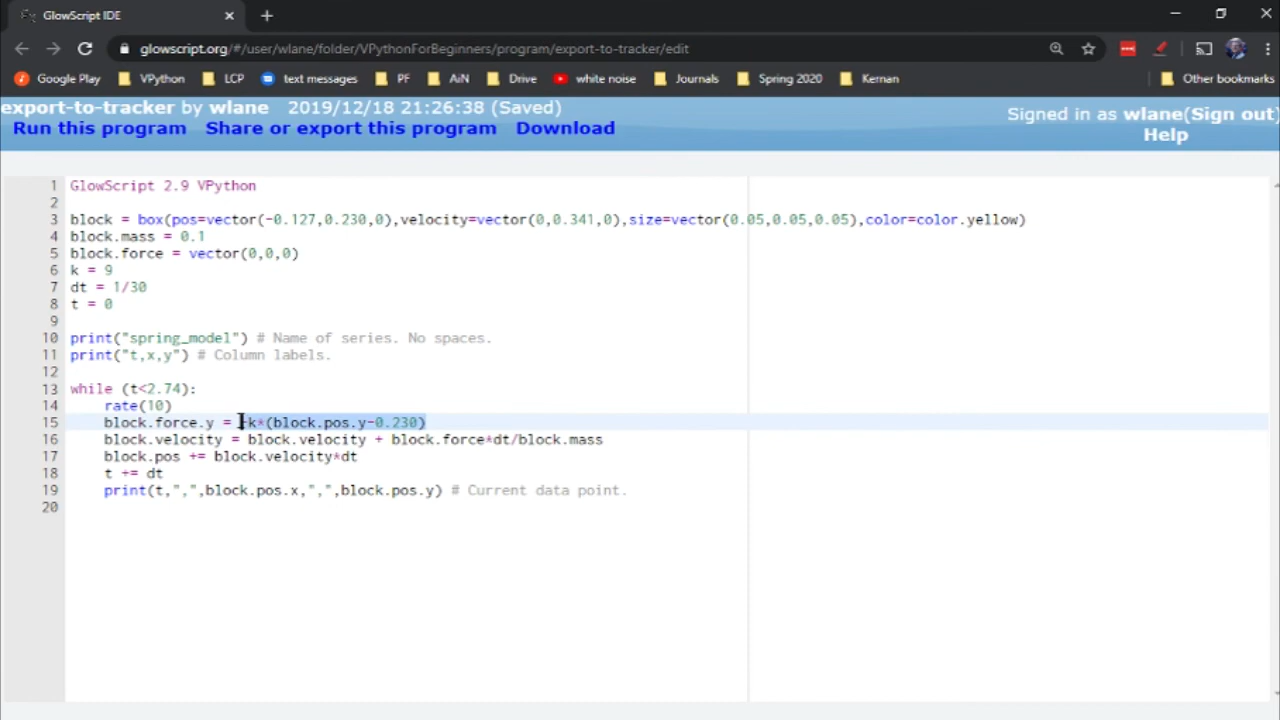 GlowScript IDE
glowscript.org/#/user/wlane/folder/VPythonForBeginners/program/export-to-tracker/edit
Google Play VPython LCP text messages PF AiN Drive white noise Journals Spring 2020 Kernan Other bookmarks
export-to-tracker by wlane 2019/12/18 21:26:38 (Saved)
Signed in as wlane(Sign out)
Run this program Share or export this program Download
Help
1 GlowScript 2.9 VPython
2
3 block = box(pos=vector(-0.127,0.230,0),velocity=vector(0,0.341,0),size=vector(0.05,0.05,0.05),color=color.yellow)
4 block.mass = 0.1
5 block.force = vector(0,0,0)
6 k = 9
7 dt = 1/30
8 t = 0
9
10 print("spring_model") # Name of series. No spaces.
11 print("t,x,y") # Column labels.
12
13 while (t<2.74):
14 rate(10)
15 block.force.y = -k*(block.pos.y-0.230)
16 block.velocity = block.velocity + block.force*dt/block.mass
17 block.pos += block.velocity*dt
18 t += dt
19 print(t,",",block.pos.x,",",block.pos.y) # Current data point.
20